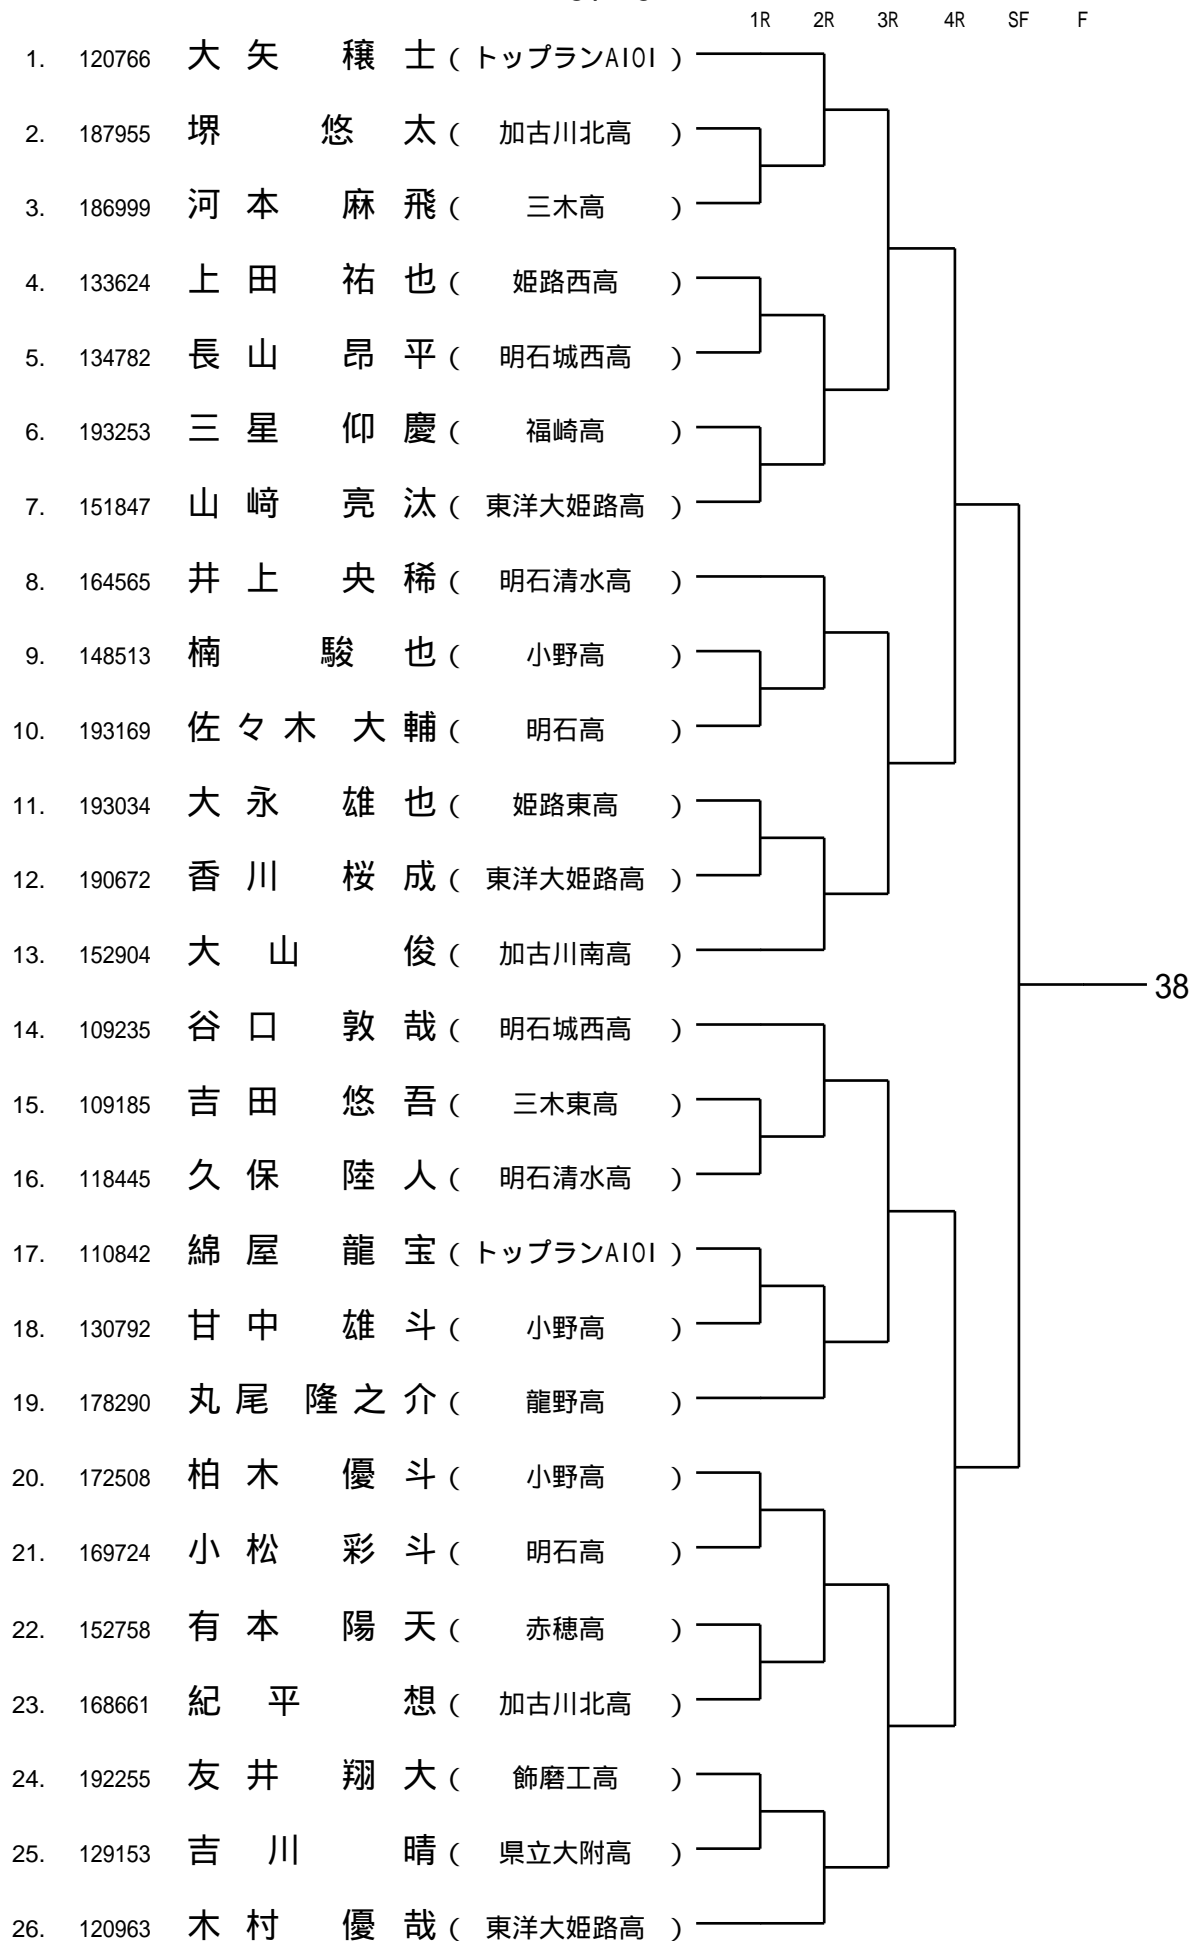 1R 2R 3R 4R SF F
1. 120766 大矢 穣士 ( トップランAIOI )
2. 187955 堺 悠太 ( 加古川北高 )
3. 186999 河本 麻飛 ( 三木高 )
4. 133624 上田 祐也 ( 姫路西高 )
5. 134782 長山 昂平 ( 明石城西高 )
6. 193253 三星 仰慶 ( 福崎高 )
7. 151847 山﨑 亮汰 ( 東洋大姫路高 )
8. 164565 井上 央稀 ( 明石清水高 )
9. 148513 楠 駿也 ( 小野高 )
10. 193169 佐々木 大輔 ( 明石高 )
11. 193034 大永 雄也 ( 姫路東高 )
12. 190672 香川 桜成 ( 東洋大姫路高 )
13. 152904 大山 俊 ( 加古川南高 )
38
14. 109235 谷口 敦哉 ( 明石城西高 )
15. 109185 吉田 悠吾 ( 三木東高 )
16. 118445 久保 陸人 ( 明石清水高 )
17. 110842 綿屋 龍宝 ( トップランAIOI )
18. 130792 甘中 雄斗 ( 小野高 )
19. 178290 丸尾 隆之介 ( 龍野高 )
20. 172508 柏木 優斗 ( 小野高 )
21. 169724 小松 彩斗 ( 明石高 )
22. 152758 有本 陽天 ( 赤穂高 )
23. 168661 紀平 想 ( 加古川北高 )
24. 192255 友井 翔大 ( 飾磨工高 )
25. 129153 吉川 晴 ( 県立大附高 )
26. 120963 木村 優哉 ( 東洋大姫路高 )